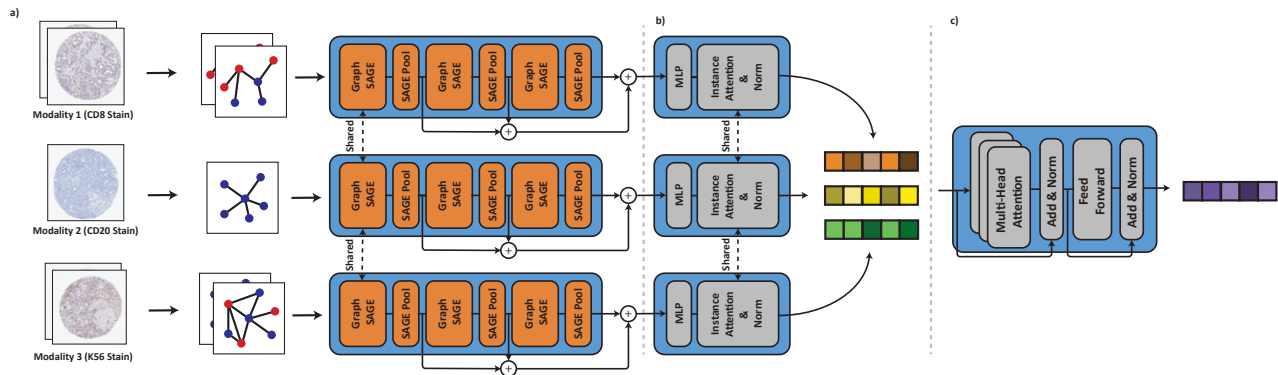 a)
Modality 1 (CD8 Stain)
Graph
SAGE
SAGE Pool
Graph
SAGE
SAGE Pool
Graph
SAGE
SAGE Pool
+
+
Shared
Modality 2 (CD20 Stain)
Graph
SAGE
SAGE Pool
Graph
SAGE
SAGE Pool
Graph
SAGE
SAGE Pool
+
+
Shared
Modality 3 (K56 Stain)
Graph
SAGE
SAGE Pool
Graph
SAGE
SAGE Pool
Graph
SAGE
SAGE Pool
+
+
b)
MLP
Instance
Attention
&
Norm
Shared
MLP
Instance
Attention
&
Norm
Shared
MLP
Instance
Attention
&
Norm
c)
Multi-Head
Attention
Add & Norm
Feed
Forward
Add & Norm